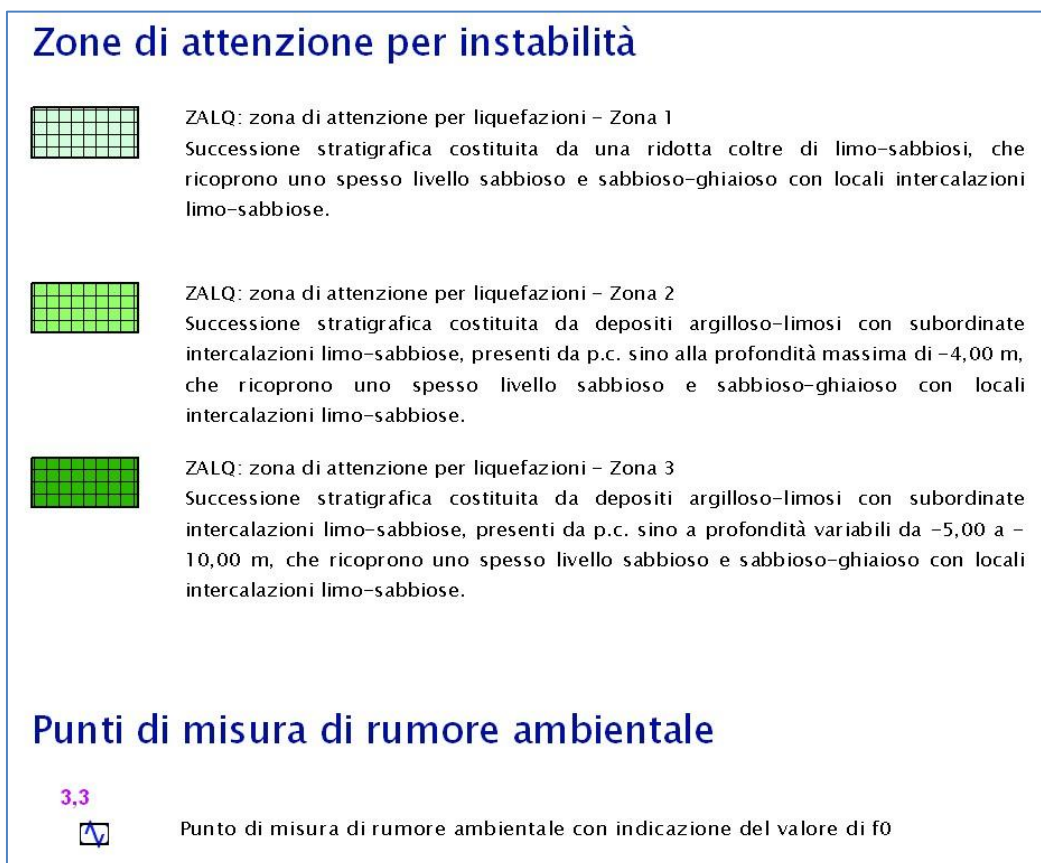 Zone di attenzione per instabilità
ZALQ: zona di attenzione per liquefazioni – Zona 1
Successione stratigrafica costituita da una ridotta coltre di limo-sabbiosi, che
ricoprono uno spesso livello sabbioso e sabbioso-ghiaioso con locali intercalazioni
limo-sabbiose.
ZALQ: zona di attenzione per liquefazioni – Zona 2
Successione stratigrafica costituita da depositi argilloso-limosi con subordinate
intercalazioni limo-sabbiose, presenti da p.c. sino alla profondità massima di -4,00 m,
che ricoprono uno spesso livello sabbioso e sabbioso-ghiaioso con locali
intercalazioni limo-sabbiose.
ZALQ: zona di attenzione per liquefazioni – Zona 3
Successione stratigrafica costituita da depositi argilloso-limosi con subordinate
intercalazioni limo-sabbiose, presenti da p.c. sino a profondità variabili da -5,00 a -
10,00 m, che ricoprono uno spesso livello sabbioso e sabbioso-ghiaioso con locali
intercalazioni limo-sabbiose.
Punti di misura di rumore ambientale
3,3
Punto di misura di rumore ambientale con indicazione del valore di f0